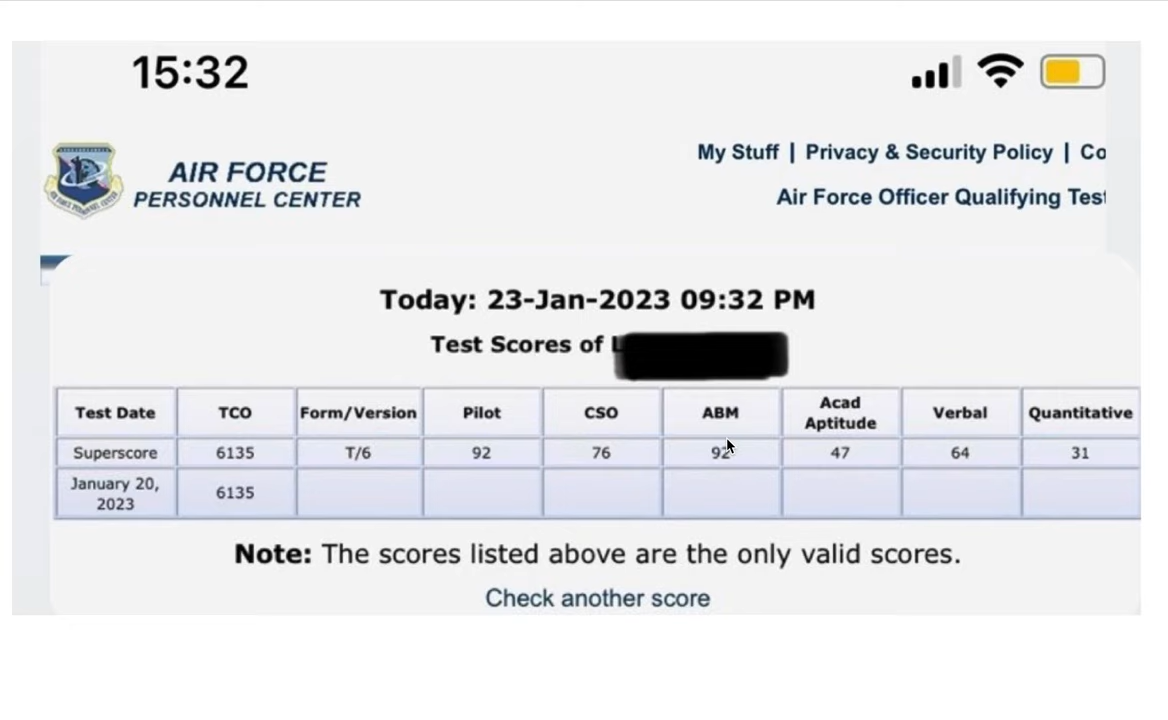 15:32
AIR FORCE
PERSONNEL CENTER
My Stuff | Privacy & Security Policy | Co
Air Force Officer Qualifying Test
Today: 23-Jan-2023 09:32 PM
Test Scores of
Test Date TCO Form/Version Pilot CSO ABM Acad Aptitude Verbal Quantitative
Superscore 6135 T/6 92 76 92 47 64 31
January 20, 2023 6135
Note: The scores listed above are the only valid scores.
Check another score